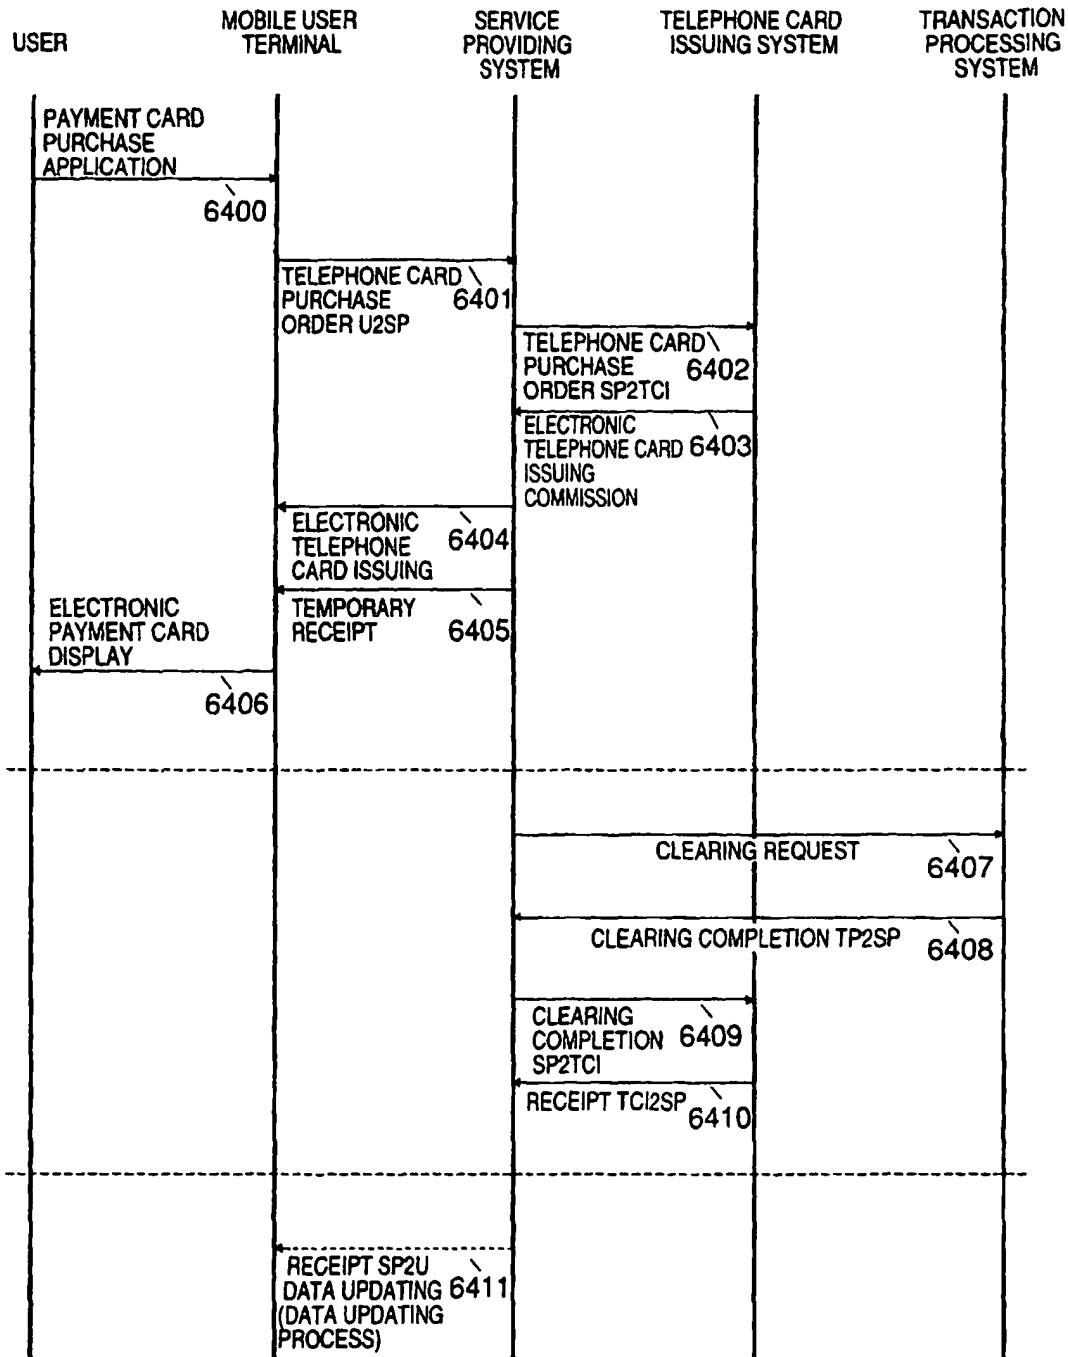 USER
MOBILE USER
TERMINAL
SERVICE
PROVIDING
SYSTEM
TELEPHONE CARD
ISSUING SYSTEM
TRANSACTION
PROCESSING
SYSTEM
PAYMENT CARD
PURCHASE
APPLICATION
6400
TELEPHONE CARD
PURCHASE
ORDER U2SP
6401
TELEPHONE CARD
PURCHASE
ORDER SP2TCI
6402
ELECTRONIC
TELEPHONE CARD
ISSUING
COMMISSION
6403
ELECTRONIC
TELEPHONE
CARD ISSUING
6404
TEMPORARY
RECEIPT
6405
ELECTRONIC
PAYMENT CARD
DISPLAY
6406
CLEARING REQUEST
6407
CLEARING COMPLETION TP2SP
6408
CLEARING
COMPLETION
SP2TCI
6409
RECEIPT TCI2SP
6410
RECEIPT SP2U
DATA UPDATING
(DATA UPDATING
PROCESS)
6411